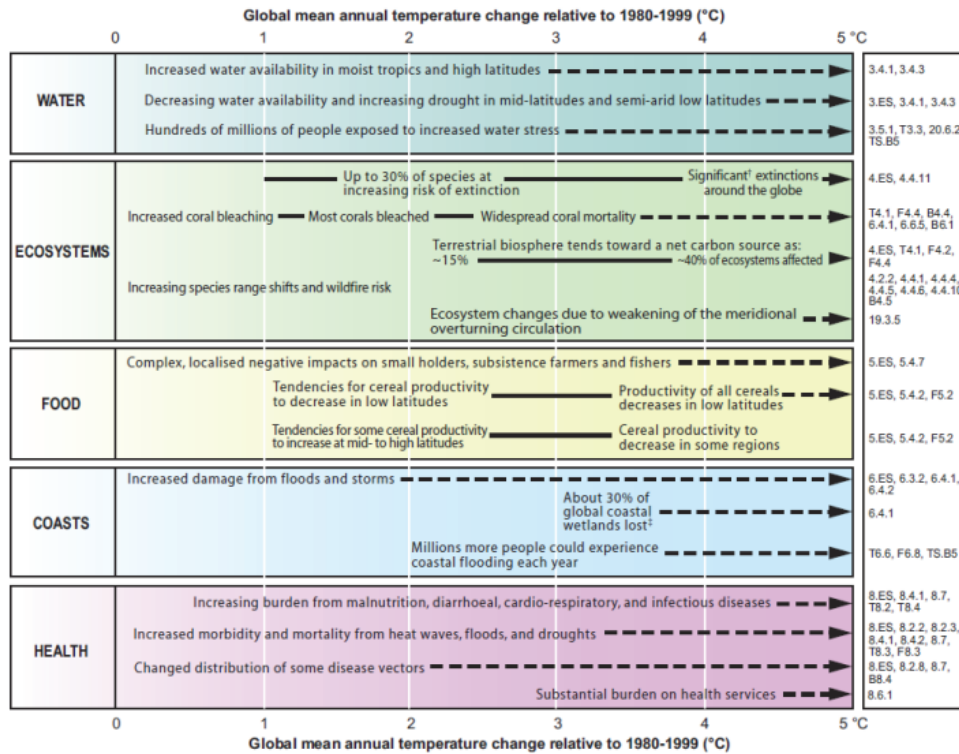 Global mean annual temperature change relative to 1980-1999 (°C)
0 1 2 3 4 5 °C
WATER
Increased water availability in moist tropics and high latitudes
3.4.1, 3.4.3
Decreasing water availability and increasing drought in mid-latitudes and semi-arid low latitudes
3.ES, 3.4.1, 3.4.3
Hundreds of millions of people exposed to increased water stress
3.5.1, T3.3, 20.6.2
TS.B5
ECOSYSTEMS
Up to 30% of species at
increasing risk of extinction
Significant† extinctions
around the globe
4.ES, 4.4.11
Increased coral bleaching
Most corals bleached
Widespread coral mortality
T4.1, F4.4, B4.4,
6.4.1, 6.6.5, B6.1
Terrestrial biosphere tends toward a net carbon source as:
~15%
~40% of ecosystems affected
4.ES, T4.1, F4.2,
F4.4
Increasing species range shifts and wildfire risk
4.2.2, 4.4.1, 4.4.4,
4.4.5, 4.4.6, 4.4.10
B4.5
Ecosystem changes due to weakening of the meridional
overturning circulation
19.3.5
FOOD
Complex, localised negative impacts on small holders, subsistence farmers and fishers
5.ES, 5.4.7
Tendencies for cereal productivity
to decrease in low latitudes
Productivity of all cereals
decreases in low latitudes
5.ES, 5.4.2, F5.2
Tendencies for some cereal productivity
to increase at mid- to high latitudes
Cereal productivity to
decrease in some regions
5.ES, 5.4.2, F5.2
COASTS
Increased damage from floods and storms
6.ES, 6.3.2, 6.4.1,
6.4.2
About 30% of
global coastal
wetlands lost‡
6.4.1
Millions more people could experience
coastal flooding each year
T6.6, F6.8, TS.B5
HEALTH
Increasing burden from malnutrition, diarrhoeal, cardio-respiratory, and infectious diseases
8.ES, 8.4.1, 8.7,
T8.2, T8.4
Increased morbidity and mortality from heat waves, floods, and droughts
8.ES, 8.2.2, 8.2.3,
8.4.1, 8.4.2, 8.7,
T8.3, F8.3
Changed distribution of some disease vectors
8.ES, 8.2.8, 8.7,
B8.4
Substantial burden on health services
8.6.1
0 1 2 3 4 5 °C
Global mean annual temperature change relative to 1980-1999 (°C)